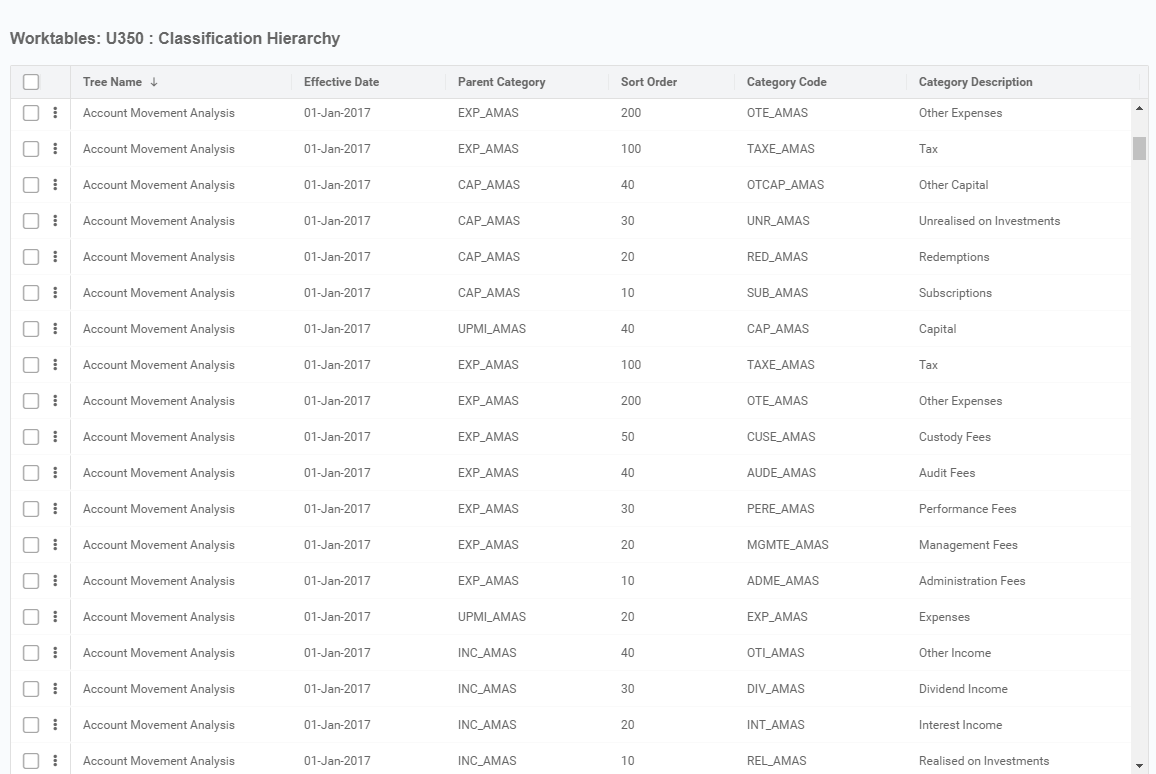 Worktables: U350 : Classification Hierarchy
Tree Name ↓ Effective Date Parent Category Sort Order Category Code Category Description
Account Movement Analysis 01-Jan-2017 EXP_AMAS 200 OTE_AMAS Other Expenses
Account Movement Analysis 01-Jan-2017 EXP_AMAS 100 TAXE_AMAS Tax
Account Movement Analysis 01-Jan-2017 CAP_AMAS 40 OTCAP_AMAS Other Capital
Account Movement Analysis 01-Jan-2017 CAP_AMAS 30 UNR_AMAS Unrealised on Investments
Account Movement Analysis 01-Jan-2017 CAP_AMAS 20 RED_AMAS Redemptions
Account Movement Analysis 01-Jan-2017 CAP_AMAS 10 SUB_AMAS Subscriptions
Account Movement Analysis 01-Jan-2017 UPMI_AMAS 40 CAP_AMAS Capital
Account Movement Analysis 01-Jan-2017 EXP_AMAS 100 TAXE_AMAS Tax
Account Movement Analysis 01-Jan-2017 EXP_AMAS 200 OTE_AMAS Other Expenses
Account Movement Analysis 01-Jan-2017 EXP_AMAS 50 CUSE_AMAS Custody Fees
Account Movement Analysis 01-Jan-2017 EXP_AMAS 40 AUDE_AMAS Audit Fees
Account Movement Analysis 01-Jan-2017 EXP_AMAS 30 PERE_AMAS Performance Fees
Account Movement Analysis 01-Jan-2017 EXP_AMAS 20 MGMTE_AMAS Management Fees
Account Movement Analysis 01-Jan-2017 EXP_AMAS 10 ADME_AMAS Administration Fees
Account Movement Analysis 01-Jan-2017 UPMI_AMAS 20 EXP_AMAS Expenses
Account Movement Analysis 01-Jan-2017 INC_AMAS 40 OTI_AMAS Other Income
Account Movement Analysis 01-Jan-2017 INC_AMAS 30 DIV_AMAS Dividend Income
Account Movement Analysis 01-Jan-2017 INC_AMAS 20 INT_AMAS Interest Income
Account Movement Analysis 01-Jan-2017 INC_AMAS 10 REL_AMAS Realised on Investments